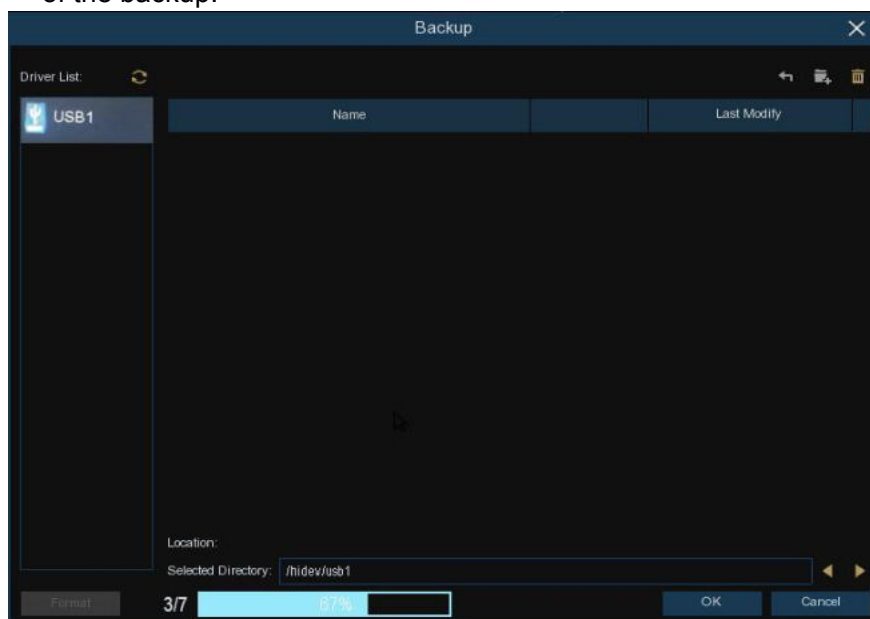 of the backup.
Backup
Driver List:
USB1
Name
Last Modify
Location:
Selected Directory: /hidev/usb1
Format
3/7
67%
OK
Cancel